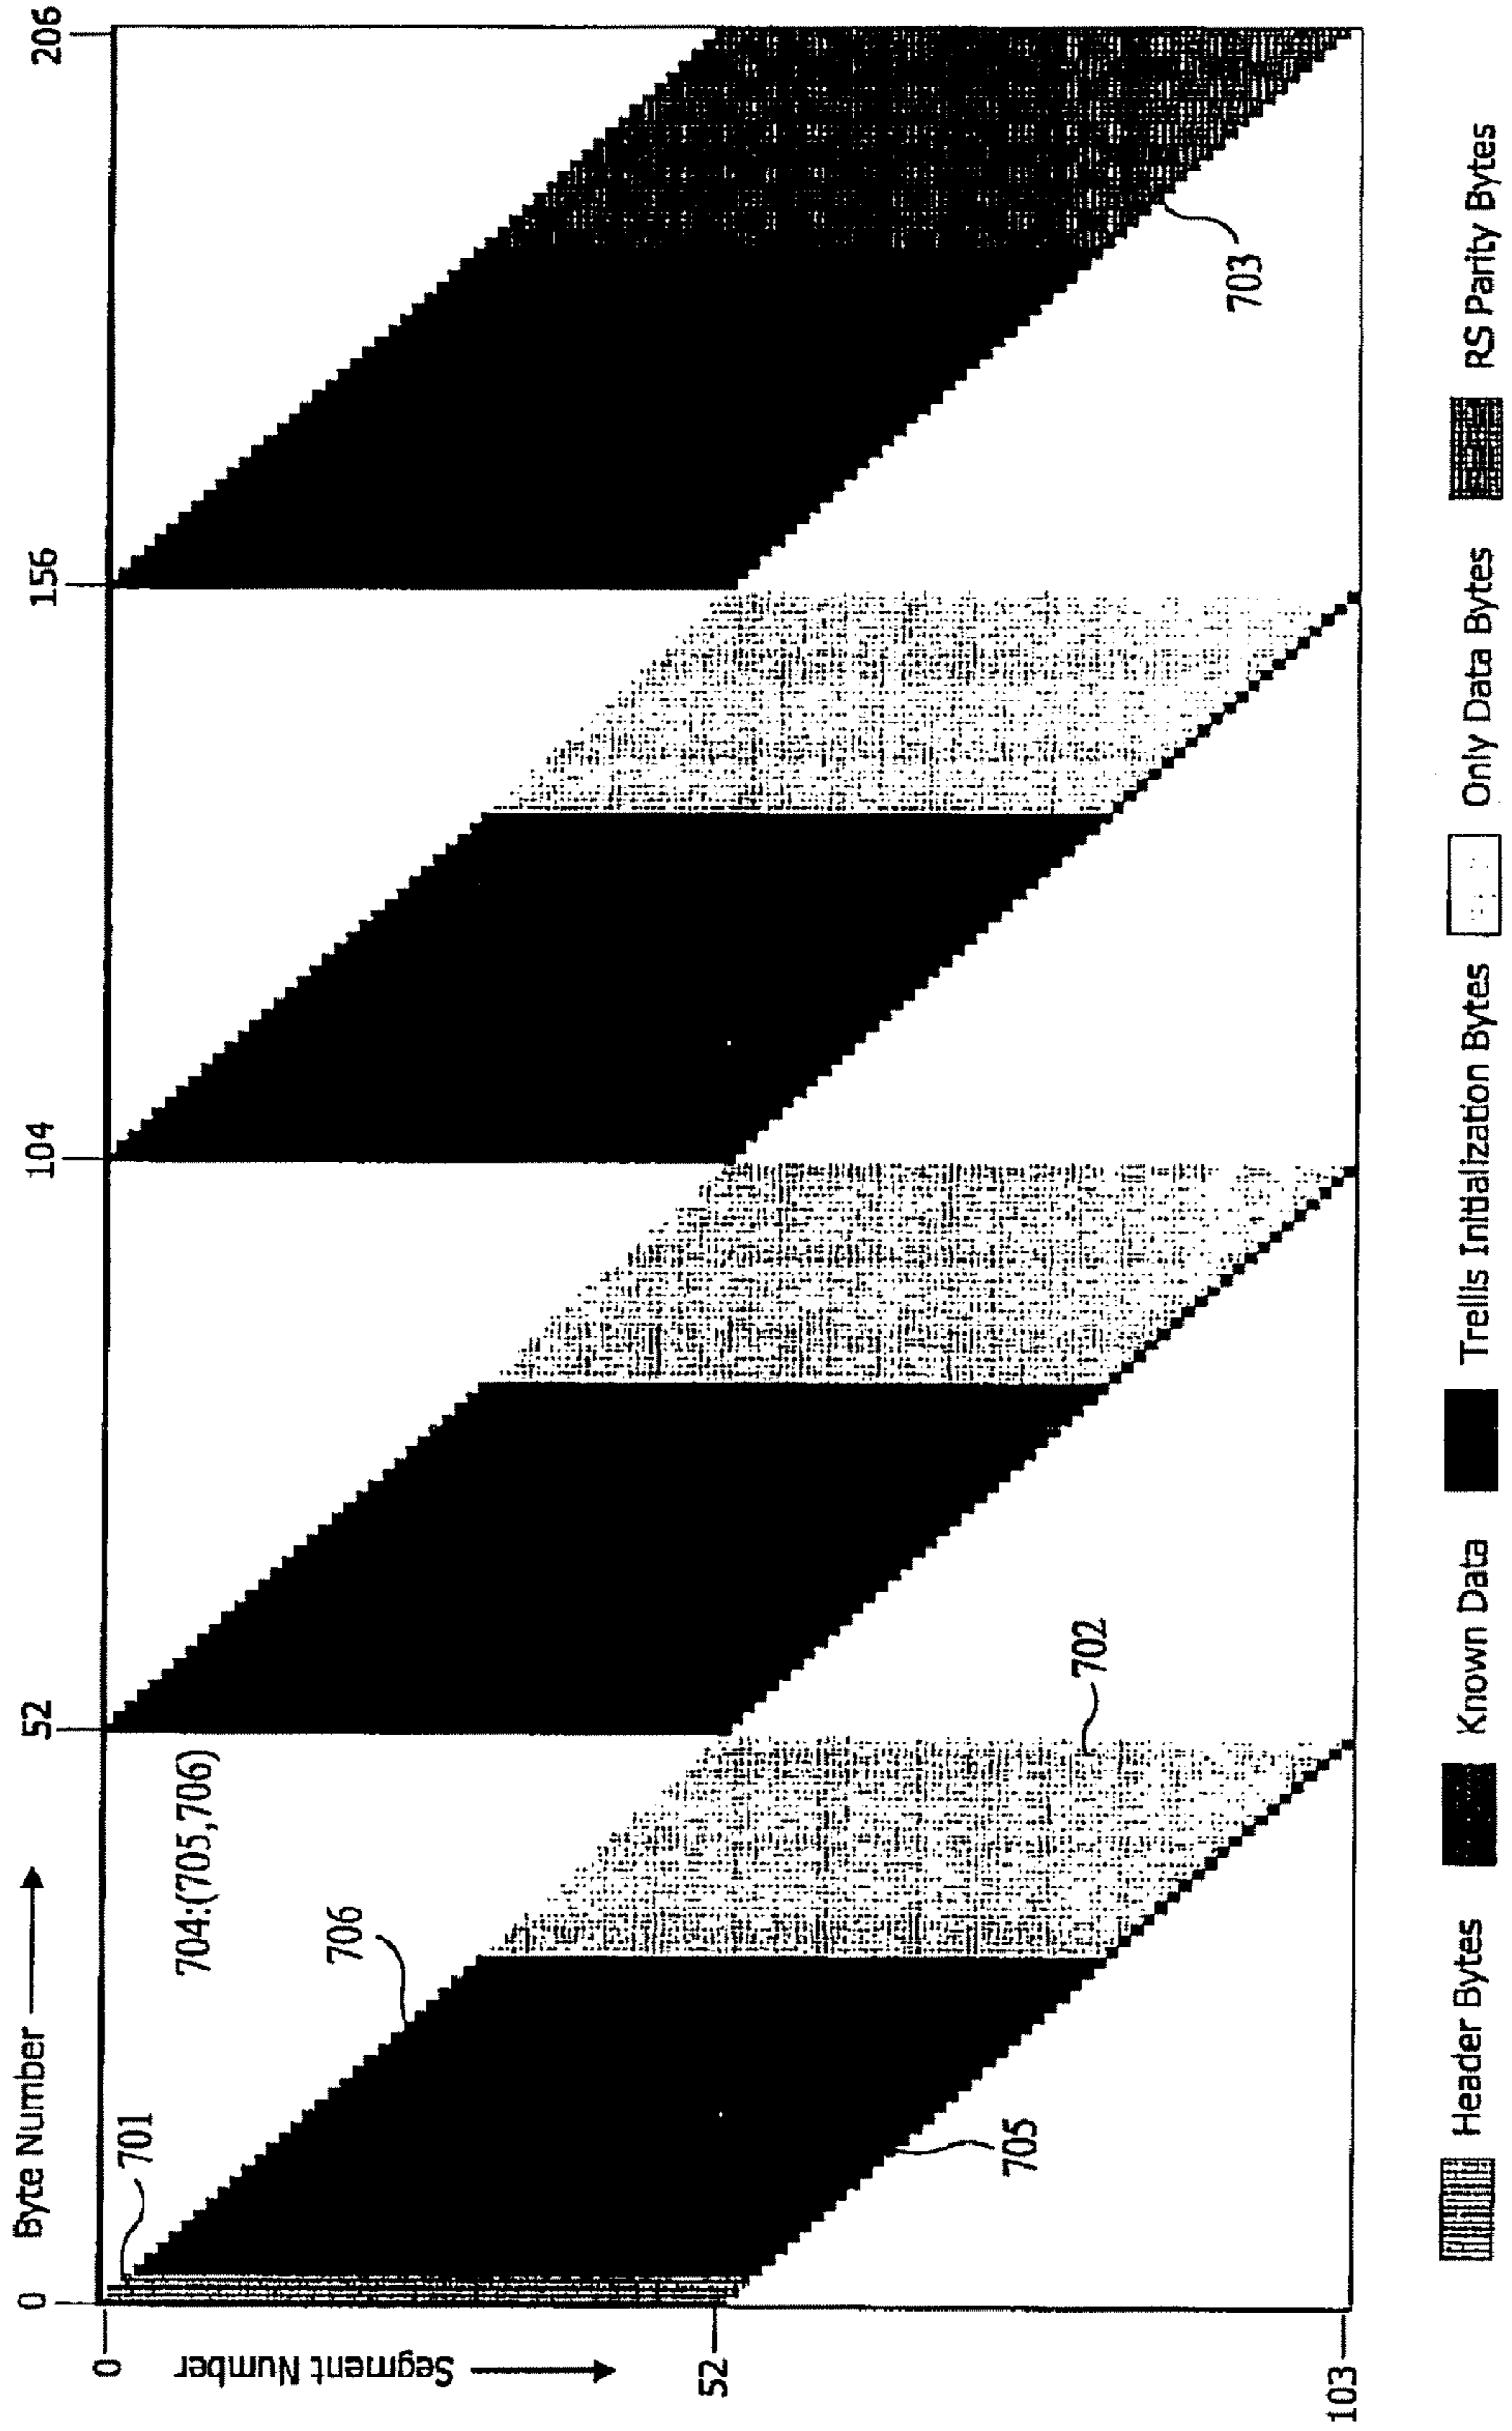 Byte Number
0
52
104
156
206
Segment Number
0
52
103
701
704:(705,706)
706
705
702
703
Header Bytes
Known Data
Trellis Initialization Bytes
Only Data Bytes
RS Parity Bytes